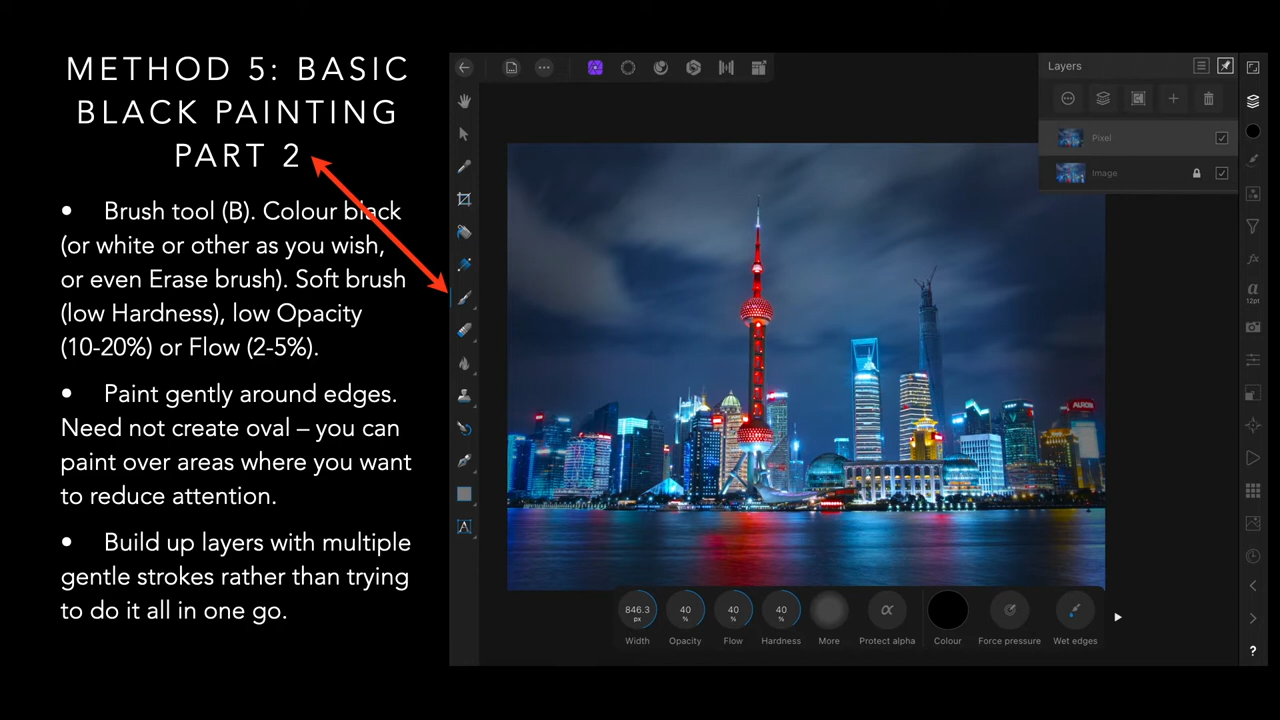 METHOD 5: BASIC
BLACK PAINTING
PART 2
• Brush tool (B). Colour black
(or white or other as you wish,
or even Erase brush). Soft brush
(low Hardness), low Opacity
(10-20%) or Flow (2-5%).
• Paint gently around edges.
Need not create oval – you can
paint over areas where you want
to reduce attention.
• Build up layers with multiple
gentle strokes rather than trying
to do it all in one go.
Layers
Pixel
Image
a
12pt
A
846.3 px
40 %
40 %
40 %
Width
Opacity
Flow
Hardness
More
Protect alpha
Colour
Force pressure
Wet edges
fx
α
?